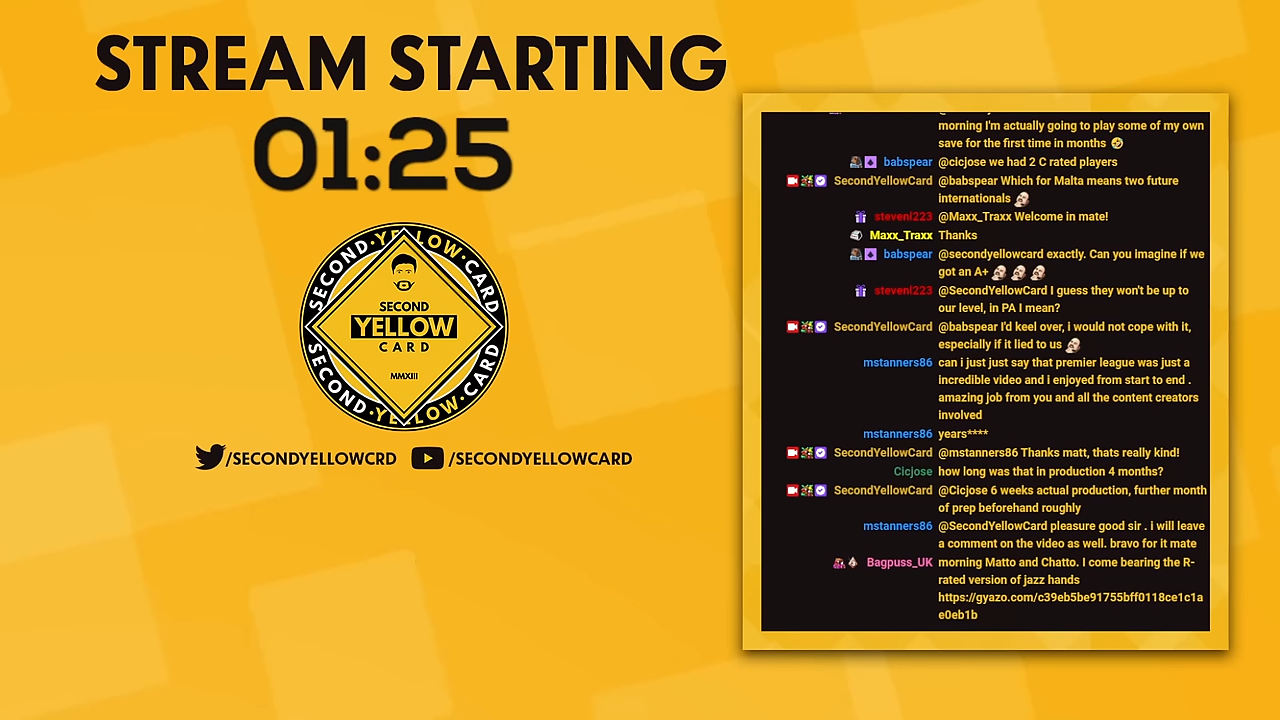 STREAM STARTING
01:25
SECOND·YELLOW·CARD
SECOND
YELLOW
CARD
MMXIII
SECOND·YELLOW·CARD
/SECONDYELLOWCRD
/SECONDYELLOWCARD
morning I'm actually going to play some of my own
save for the first time in months
babspear @cicjose we had 2 C rated players
SecondYellowCard @babspear Which for Malta means two future
internationals
stevenl223 @Maxx_Traxx Welcome in mate!
Maxx_Traxx Thanks
babspear @secondyellowcard exactly. Can you imagine if we
got an A+
stevenl223 @SecondYellowCard I guess they won't be up to
our level, in PA I mean?
SecondYellowCard @babspear I'd keel over, i would not cope with it,
especially if it lied to us
mstanners86 can i just just say that premier league was just a
incredible video and i enjoyed from start to end .
amazing job from you and all the content creators
involved
mstanners86 years****
SecondYellowCard @mstanners86 Thanks matt, thats really kind!
Cicjose how long was that in production 4 months?
SecondYellowCard @Cicjose 6 weeks actual production, further month
of prep beforehand roughly
mstanners86 @SecondYellowCard pleasure good sir . i will leave
a comment on the video as well. bravo for it mate
Bagpuss_UK morning Matto and Chatto. I come bearing the R-
rated version of jazz hands
https://gyazo.com/c39eb5be91755bff0118ce1c1a
e0eb1b